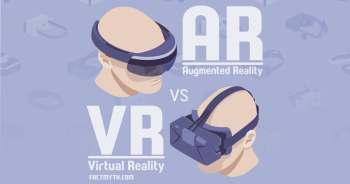 AR
Augmented Reality
VS
VR
Virtual Reality
FACTMYTH.COM